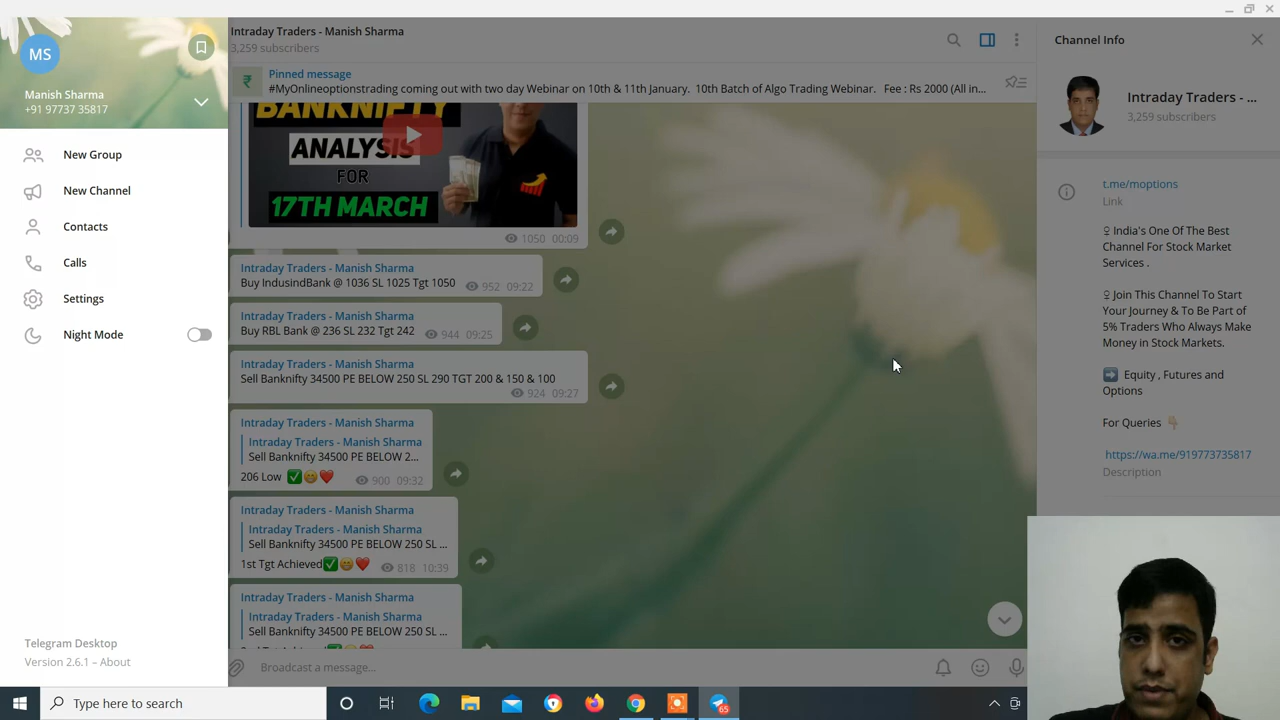 MS
Manish Sharma
+91 97737 35817
New Group
New Channel
Contacts
Calls
Settings
Night Mode
Telegram Desktop
Version 2.6.1 – About
Intraday Traders - Manish Sharma
3,259 subscribers
Pinned message
#MyOnlineoptionstrading coming out with two day Webinar on 10th & 11th January. 10th Batch of Algo Trading Webinar. Fee : Rs 2000 (All in...
BANKNIFTY
ANALYSIS
FOR
17TH MARCH
1050 00:09
Intraday Traders - Manish Sharma
Buy IndusindBank @ 1036 SL 1025 Tgt 1050
952 09:22
Intraday Traders - Manish Sharma
Buy RBL Bank @ 236 SL 232 Tgt 242
944 09:25
Intraday Traders - Manish Sharma
Sell Banknifty 34500 PE BELOW 250 SL 290 TGT 200 & 150 & 100
924 09:27
Intraday Traders - Manish Sharma
Intraday Traders - Manish Sharma
Sell Banknifty 34500 PE BELOW 2...
206 Low ✅😁❤️
900 09:32
Intraday Traders - Manish Sharma
Intraday Traders - Manish Sharma
Sell Banknifty 34500 PE BELOW 250 SL ...
1st Tgt Achieved✅😁❤️
818 10:39
Intraday Traders - Manish Sharma
Intraday Traders - Manish Sharma
Sell Banknifty 34500 PE BELOW 250 SL ...
Broadcast a message...
Channel Info
Intraday Traders - ...
3,259 subscribers
t.me/moptions
Link
India's One Of The Best
Channel For Stock Market
Services .
Join This Channel To Start
Your Journey & To Be Part of
5% Traders Who Always Make
Money in Stock Markets.
➡️ Equity , Futures and
Options
For Queries 👇
https://wa.me/919773735817
Description
Type here to search
65